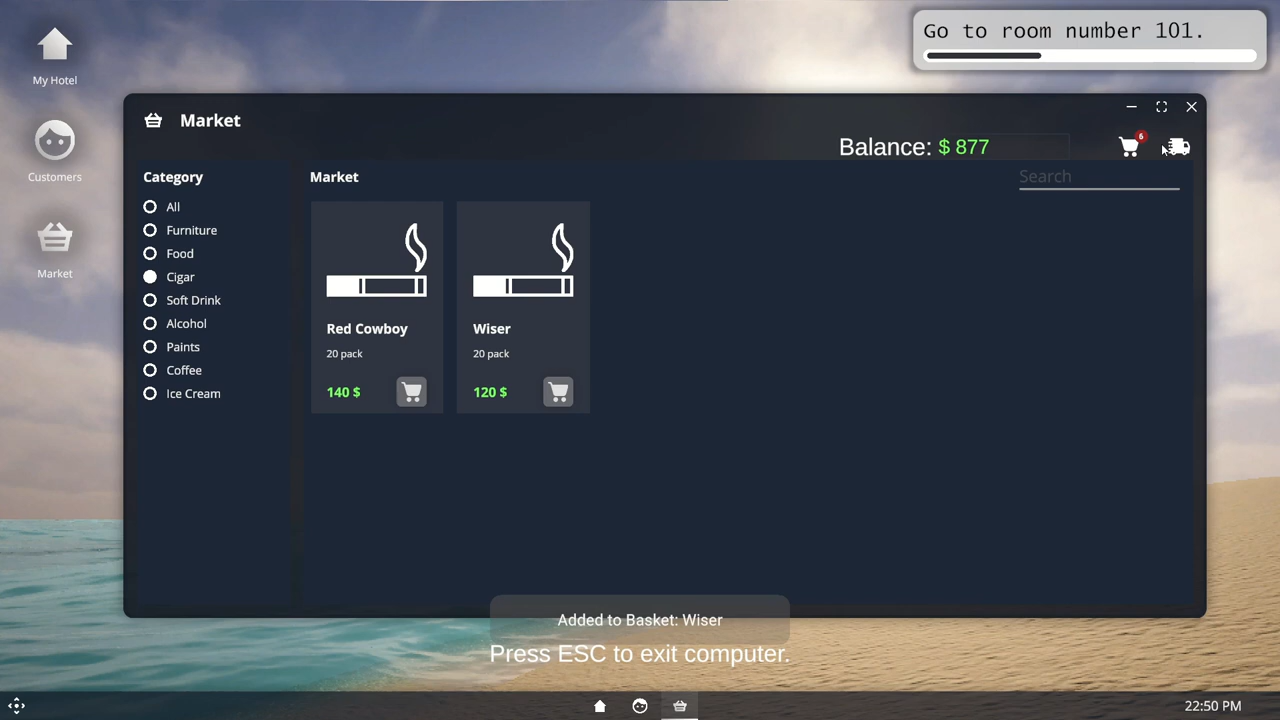 Go to room number 101.
My Hotel
Customers
Market
Market
Balance: $ 877
6
Category
All
Furniture
Food
Cigar
Soft Drink
Alcohol
Paints
Coffee
Ice Cream
Market
Search
Red Cowboy
20 pack
140 $
Wiser
20 pack
120 $
Added to Basket: Wiser
Press ESC to exit computer.
22:50 PM